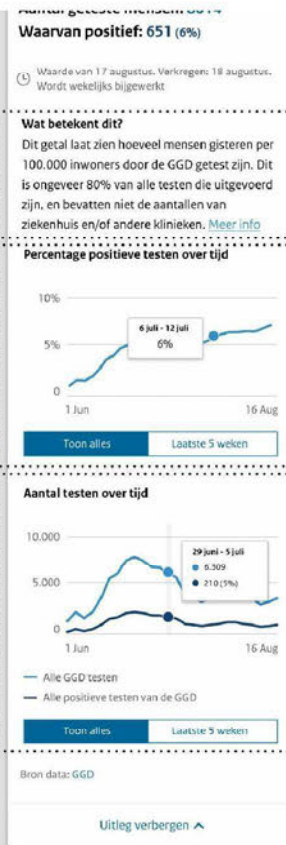 Waarvan positief: 651 (6%)
Waarde van 17 augustus. Verkregen: 18 augustus.
Wordt wekelijks bijgewerkt
Wat betekent dit?
Dit getal laat zien hoeveel mensen gisteren per
100.000 inwoners door de GGD getest zijn. Dit
is ongeveer 80% van alle testen die uitgevoerd
zijn, en bevatten niet de aantallen van
ziekenhuis en/of andere klinieken. Meer info
Percentage positieve testen over tijd
10%
6 juli - 12 juli
6%
5%
0
1 Jun
16 Aug
Toon alles
Laatste 5 weken
Aantal testen over tijd
10.000
29 juni - 5 juli
6.309
210 (5%)
5.000
0
1 Jun
16 Aug
Alle GGD testen
Alle positieve testen van de GGD
Toon alles
Laatste 5 weken
Bron data: GGD
Uitleg verbergen